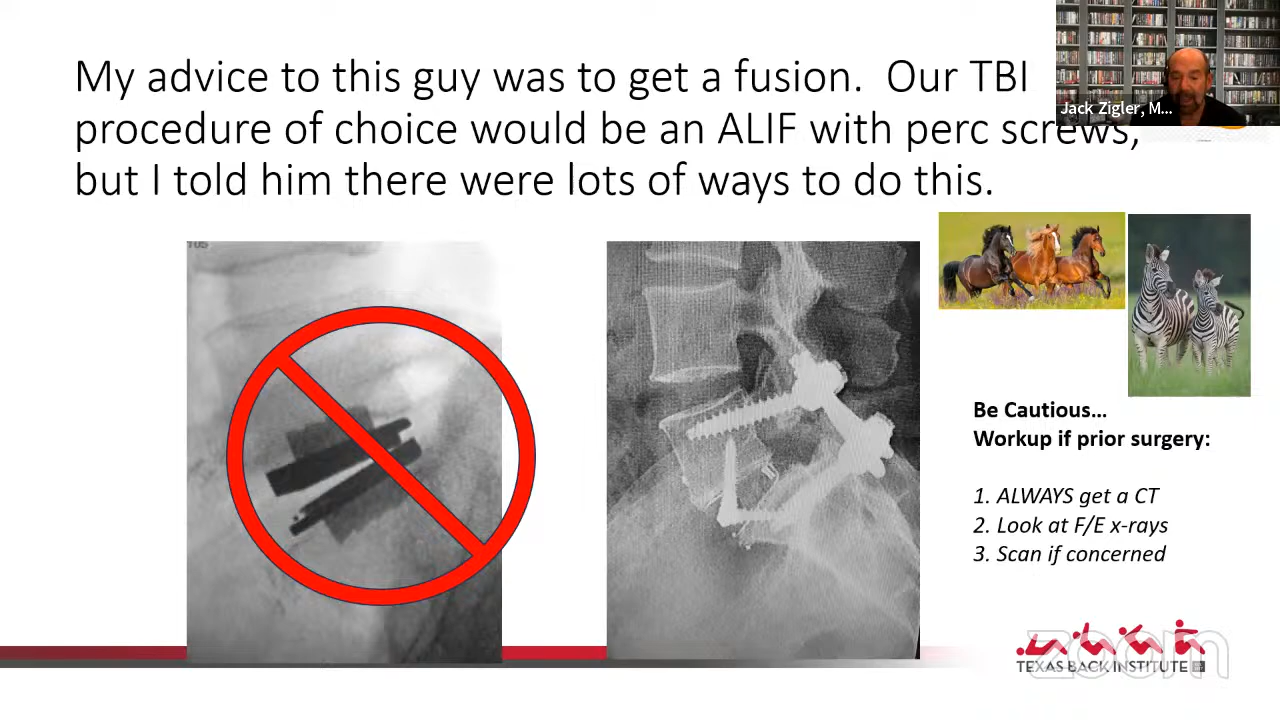 My advice to this guy was to get a fusion.  Our TBI
procedure of choice would be an ALIF with perc screws,
but I told him there were lots of ways to do this.
Jack Zigler, M...
Be Cautious...
Workup if prior surgery:
1. ALWAYS get a CT
2. Look at F/E x-rays
3. Scan if concerned
zoom
TEXAS BACK INSTITUTE